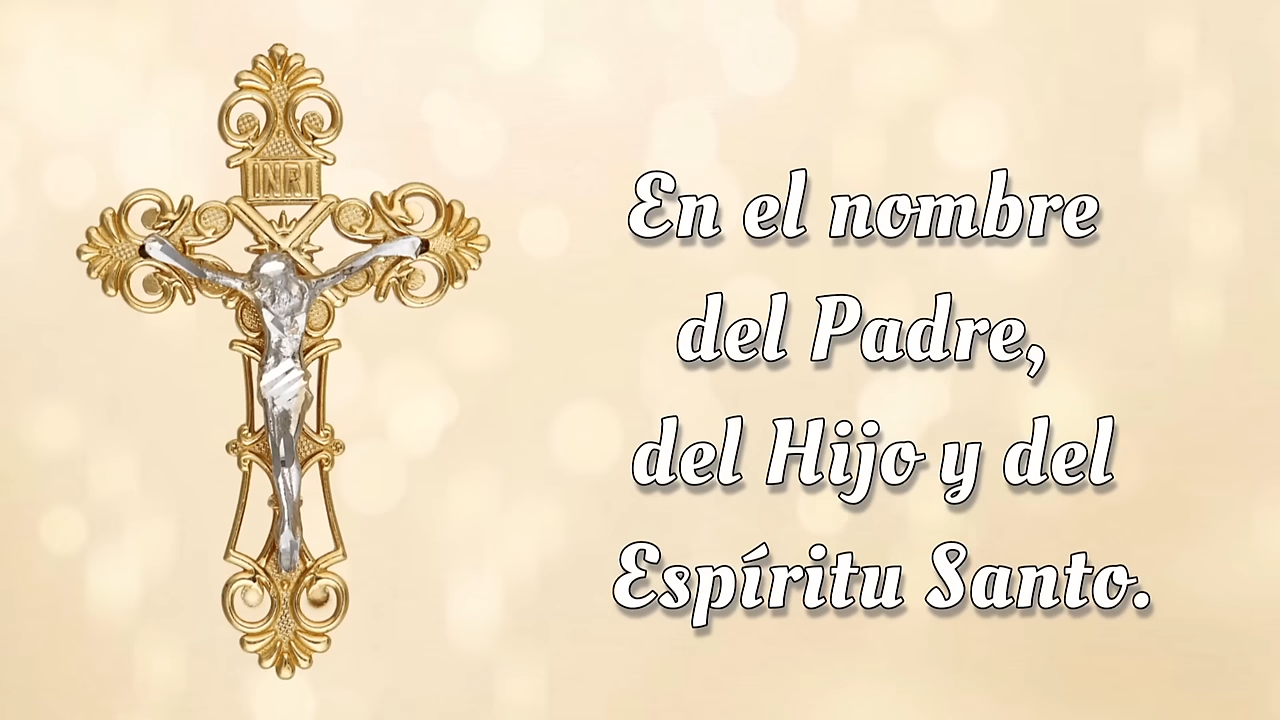 INRI
En el nombre
del Padre,
del Hijo y del
Espíritu Santo.